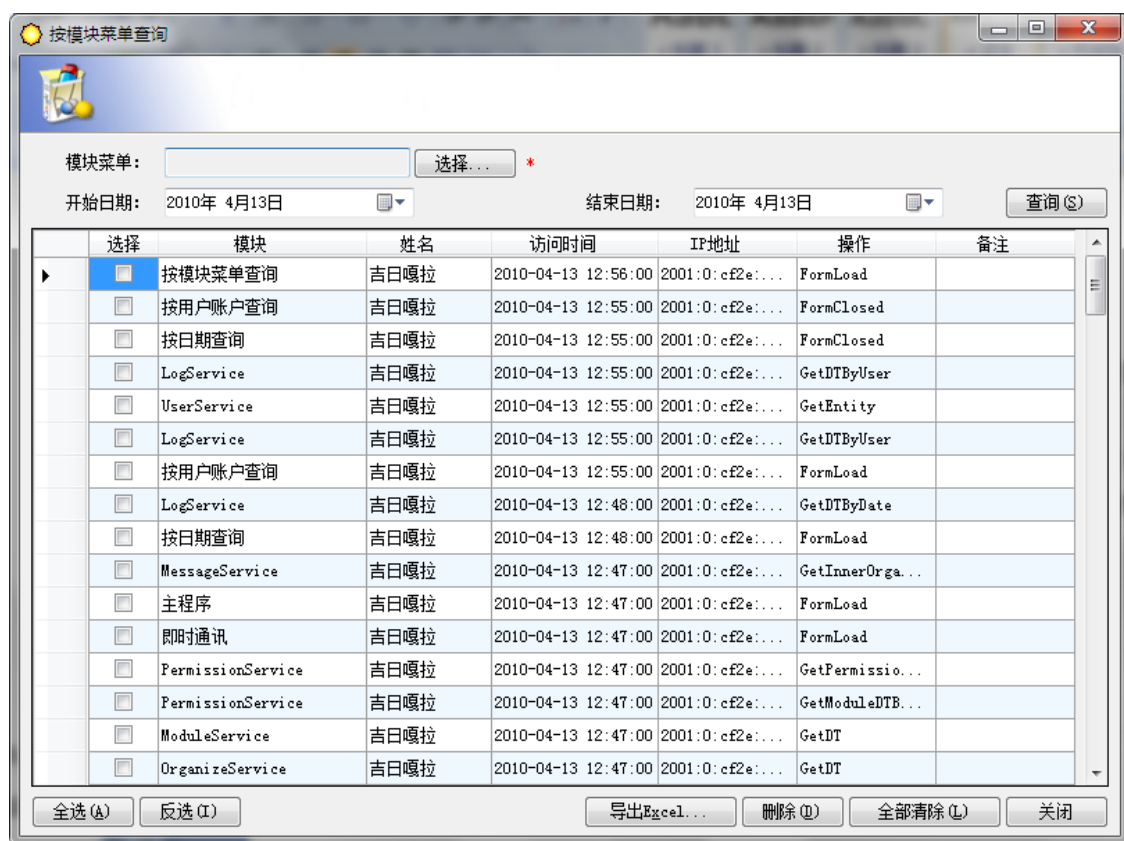 按模块菜单查询
模块菜单： 选择... *
开始日期： 2010年 4月13日 结束日期： 2010年 4月13日 查询(S)
选择 模块 姓名 访问时间 IP地址 操作 备注
按模块菜单查询 吉日嘎拉 2010-04-13 12:56:00 2001:0:cf2e:... FormLoad
按用户账户查询 吉日嘎拉 2010-04-13 12:55:00 2001:0:cf2e:... FormClosed
按日期查询 吉日嘎拉 2010-04-13 12:55:00 2001:0:cf2e:... FormClosed
LogService 吉日嘎拉 2010-04-13 12:55:00 2001:0:cf2e:... GetDTByUser
UserService 吉日嘎拉 2010-04-13 12:55:00 2001:0:cf2e:... GetEntity
LogService 吉日嘎拉 2010-04-13 12:55:00 2001:0:cf2e:... GetDTByUser
按用户账户查询 吉日嘎拉 2010-04-13 12:55:00 2001:0:cf2e:... FormLoad
LogService 吉日嘎拉 2010-04-13 12:48:00 2001:0:cf2e:... GetDTByDate
按日期查询 吉日嘎拉 2010-04-13 12:48:00 2001:0:cf2e:... FormLoad
MessageService 吉日嘎拉 2010-04-13 12:47:00 2001:0:cf2e:... GetInnerOrga...
主程序 吉日嘎拉 2010-04-13 12:47:00 2001:0:cf2e:... FormLoad
即时通讯 吉日嘎拉 2010-04-13 12:47:00 2001:0:cf2e:... FormLoad
PermissionService 吉日嘎拉 2010-04-13 12:47:00 2001:0:cf2e:... GetPermissio...
PermissionService 吉日嘎拉 2010-04-13 12:47:00 2001:0:cf2e:... GetModuleDTB...
ModuleService 吉日嘎拉 2010-04-13 12:47:00 2001:0:cf2e:... GetDT
OrganizeService 吉日嘎拉 2010-04-13 12:47:00 2001:0:cf2e:... GetDT
全选(A) 反选(I) 导出Excel... 删除(D) 全部清除(L) 关闭